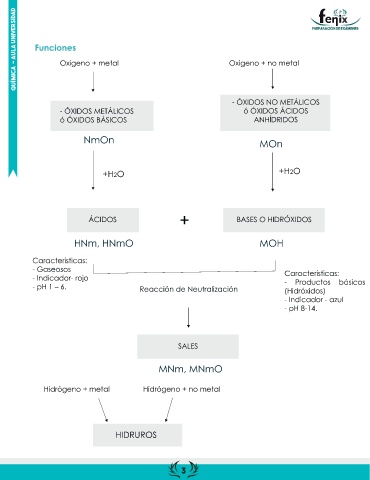 QUÍMICA – AULA UNIVERSIDAD
fenix
PREPARACIÓN DE EXÁMENES
Funciones
Oxigeno + metal
Oxigeno + no metal
- ÓXIDOS METÁLICOS
ó ÓXIDOS BÁSICOS
- ÓXIDOS NO METÁLICOS
ó ÓXIDOS ÁCIDOS
ANHÍDRIDOS
NmOn
MOn
+H2O
+H2O
ÁCIDOS
+
BASES O HIDRÓXIDOS
HNm, HNmO
MOH
Características:
- Gaseosos
- Indicador- rojo
- pH 1 – 6.
Reacción de Neutralización
Características:
- Productos básicos
(Hidróxidos)
- Indicador - azul
- pH 8-14.
SALES
MNm, MNmO
Hidrógeno + metal
Hidrógeno + no metal
HIDRUROS
3